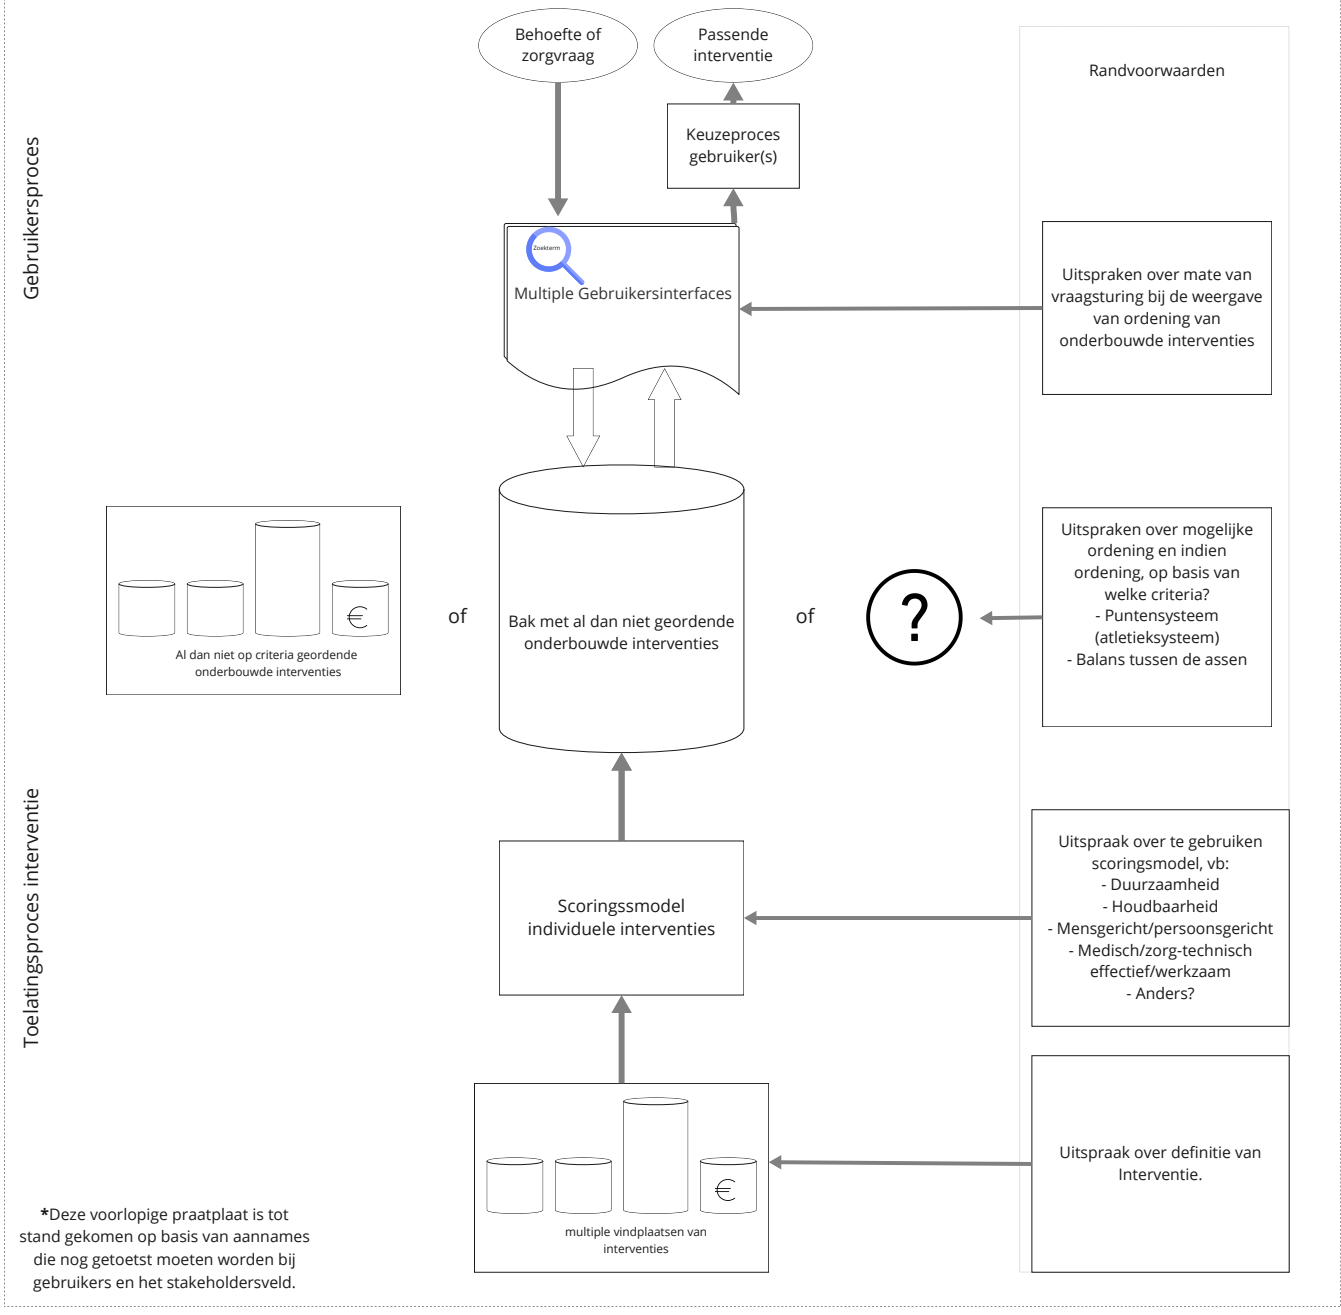 Behoefte of
zorgvraag
Passende
interventie
Randvoorwaarden
Keuzeproces
gebruiker(s)
Gebruikersproces
Zoekterm
Multiple Gebruikersinterfaces
Uitspraken over mate van
vraagsturing bij de weergave
van ordening van
onderbouwde interventies
€
Al dan niet op criteria geordende
onderbouwde interventies
of
Bak met al dan niet geordende
onderbouwde interventies
of
?
Uitspraken over mogelijke
ordening en indien
ordening, op basis van
welke criteria?
- Puntensysteem
(atletieksysteem)
- Balans tussen de assen
Toelatingsproces interventie
Scoringssmodel
individuele interventies
Uitspraak over te gebruiken
scoringsmodel, vb:
- Duurzaamheid
- Houdbaarheid
- Mensgericht/persoonsgericht
- Medisch/zorg-technisch
effectief/werkzaam
- Anders?
€
multiple vindplaatsen van
interventies
Uitspraak over definitie van
Interventie.
*Deze voorlopige praatplaat is tot
stand gekomen op basis van aannames
die nog getoetst moeten worden bij
gebruikers en het stakeholdersveld.